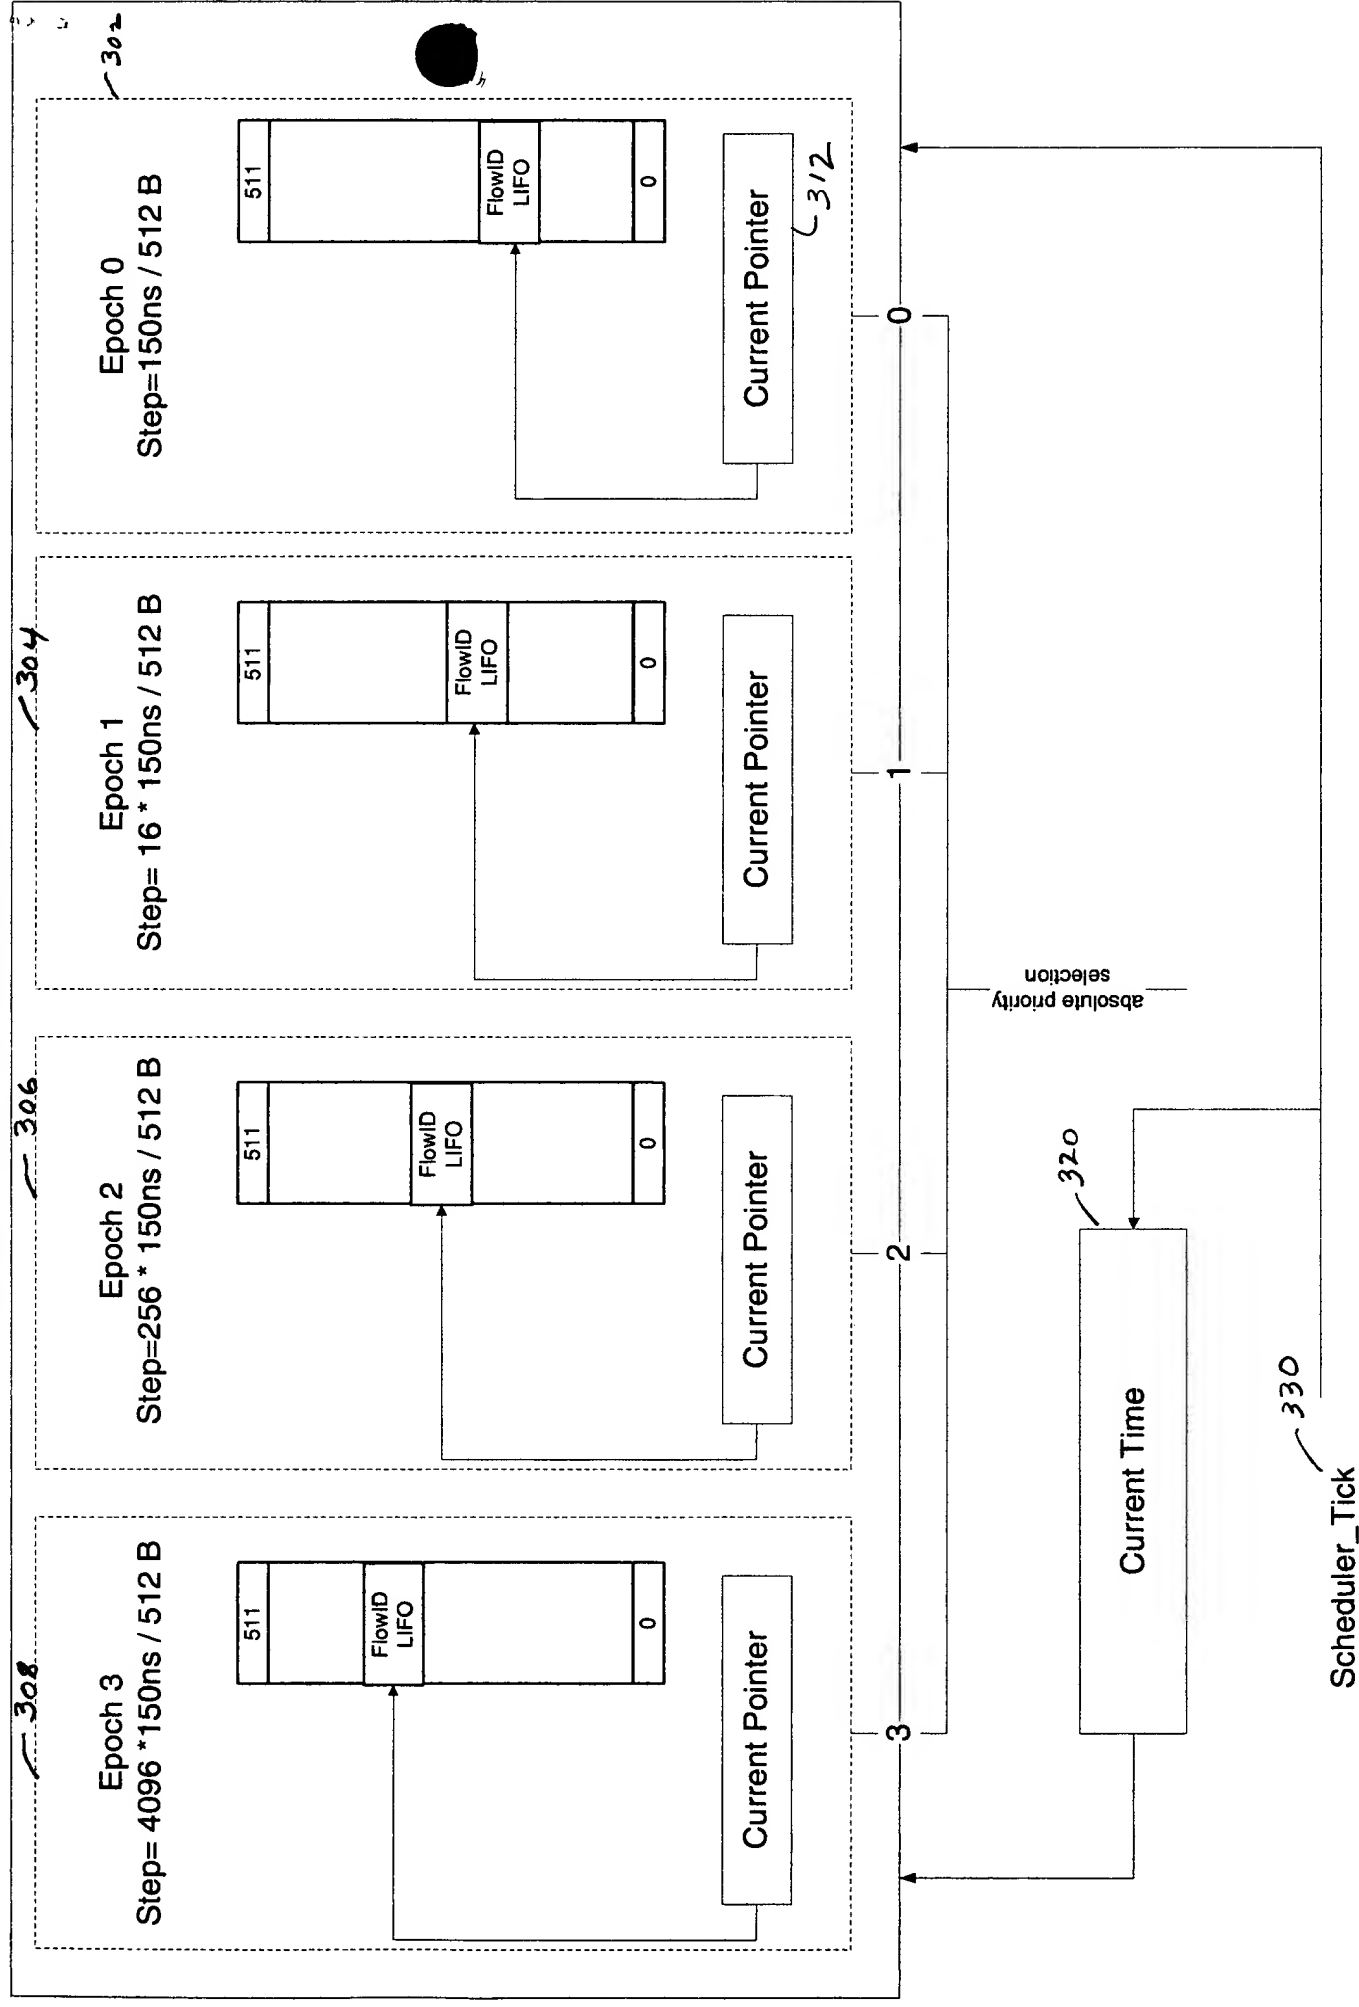 308
Epoch 3
Step= 4096 *150ns / 512 B
511
FlowID
LIFO
0
Current Pointer
3
306
Epoch 2
Step=256 * 150ns / 512 B
511
FlowID
LIFO
0
Current Pointer
2
304
Epoch 1
Step= 16 * 150ns / 512 B
511
FlowID
LIFO
0
Current Pointer
1
302
Epoch 0
Step=150ns / 512 B
511
FlowID
LIFO
0
Current Pointer
312
0
absolute priority
selection
Current Time
320
Scheduler_Tick
330